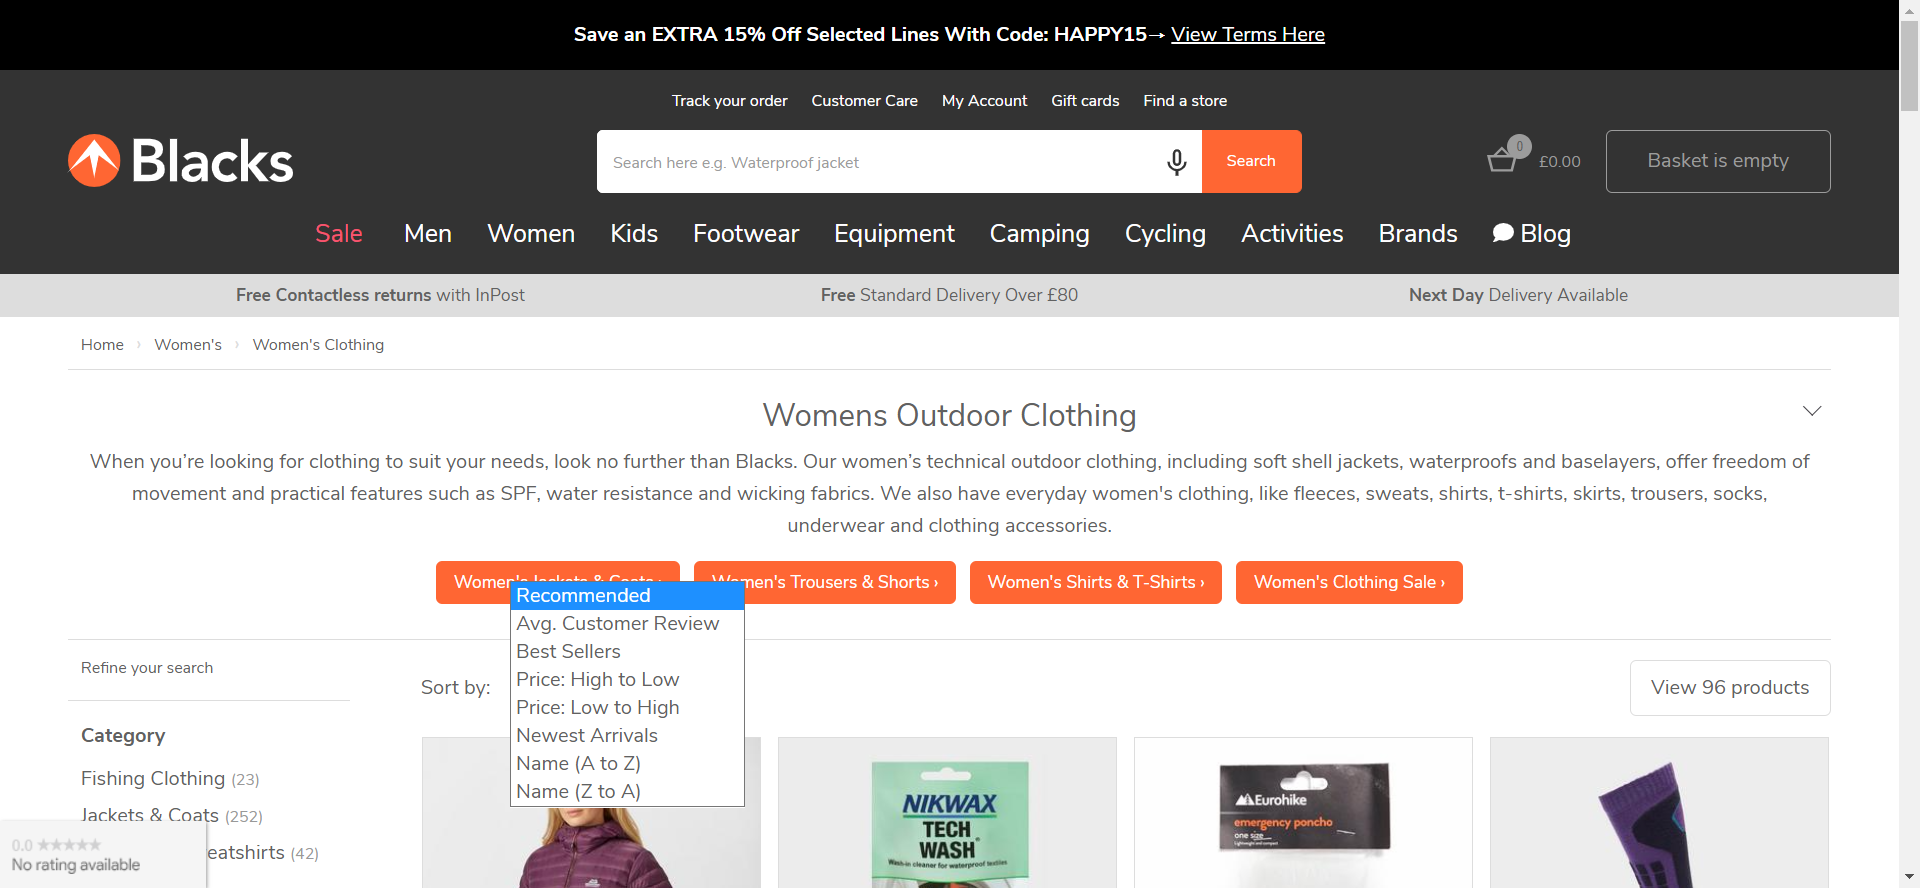 Save an EXTRA 15% Off Selected Lines With Code: HAPPY15→ View Terms Here
Track your order Customer Care My Account Gift cards Find a store
Blacks
Search here e.g. Waterproof jacket
Search
0
£0.00
Basket is empty
Sale Men Women Kids Footwear Equipment Camping Cycling Activities Brands Blog
Free Contactless returns with InPost
Free Standard Delivery Over £80
Next Day Delivery Available
Home › Women's › Women's Clothing
Womens Outdoor Clothing
When you’re looking for clothing to suit your needs, look no further than Blacks. Our women’s technical outdoor clothing, including soft shell jackets, waterproofs and baselayers, offer freedom of
movement and practical features such as SPF, water resistance and wicking fabrics. We also have everyday women's clothing, like fleeces, sweats, shirts, t-shirts, skirts, trousers, socks,
underwear and clothing accessories.
Women's Jackets & Coats ›
Women's Trousers & Shorts ›
Women's Shirts & T-Shirts ›
Women's Clothing Sale ›
Recommended
Avg. Customer Review
Best Sellers
Price: High to Low
Price: Low to High
Newest Arrivals
Name (A to Z)
Name (Z to A)
Refine your search
Sort by:
View 96 products
Category
Fishing Clothing (23)
Jackets & Coats (252)
eatshirts (42)
0.0 ★★★★★
No rating available
NIKWAX
TECH
WASH
Wash-in cleaner for waterproof textiles
Eurohike
emergency poncho
one size
Lightweight and compact